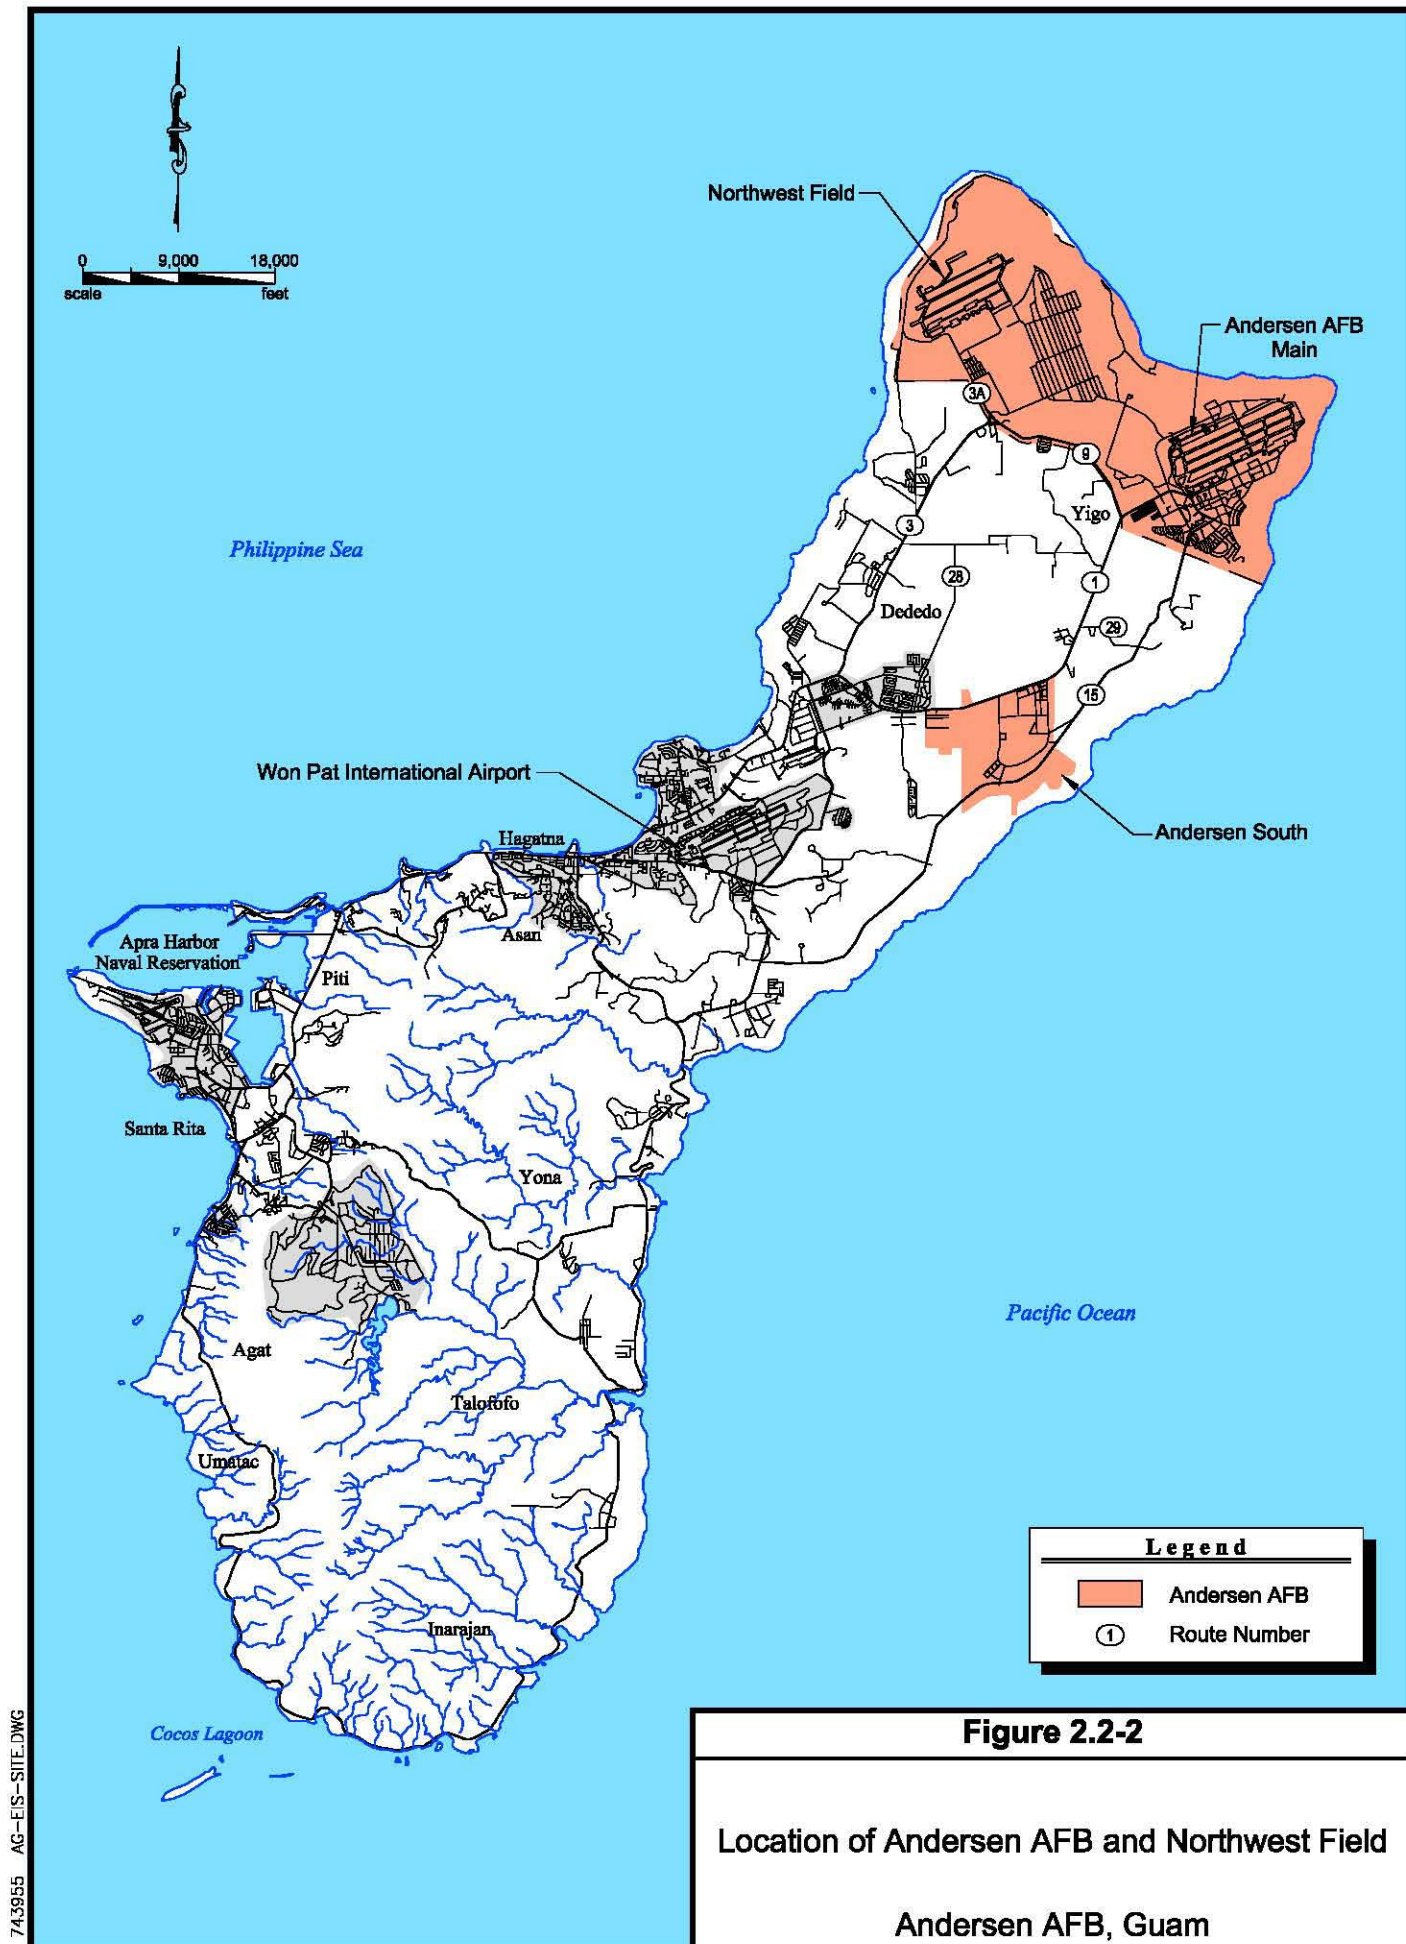 Northwest Field
0 9,000 18,000
scale feet
Andersen AFB
Main
3A
9
Yigo
3
Philippine Sea
28
1
Dededo
29
15
Won Pat International Airport
Andersen South
Hagatna
Asan
Apra Harbor
Naval Reservation
Piti
Santa Rita
Yona
Pacific Ocean
Agat
Talofofo
Umatac
Legend
Andersen AFB
1 Route Number
Inarajan
Cocos Lagoon
Figure 2.2-2
Location of Andersen AFB and Northwest Field
Andersen AFB, Guam
743955 AG-EIS-SITE.DWG